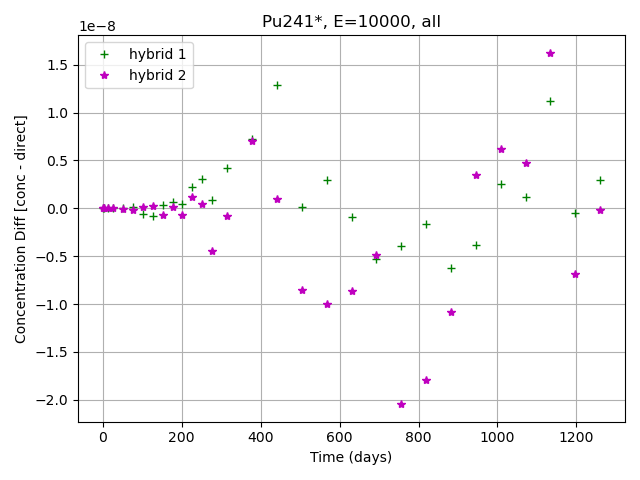 Pu241*, E=10000, all
1e−8
hybrid 1
hybrid 2
1.5
1.0
0.5
0.0
−0.5
−1.0
−1.5
−2.0
Concentration Diff [conc - direct]
0 200 400 600 800 1000 1200
Time (days)